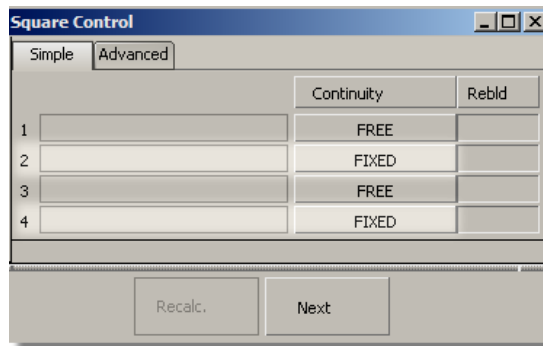 Square Control
Simple Advanced
Continuity Rebld
1 FREE
2 FIXED
3 FREE
4 FIXED
Recalc. Next